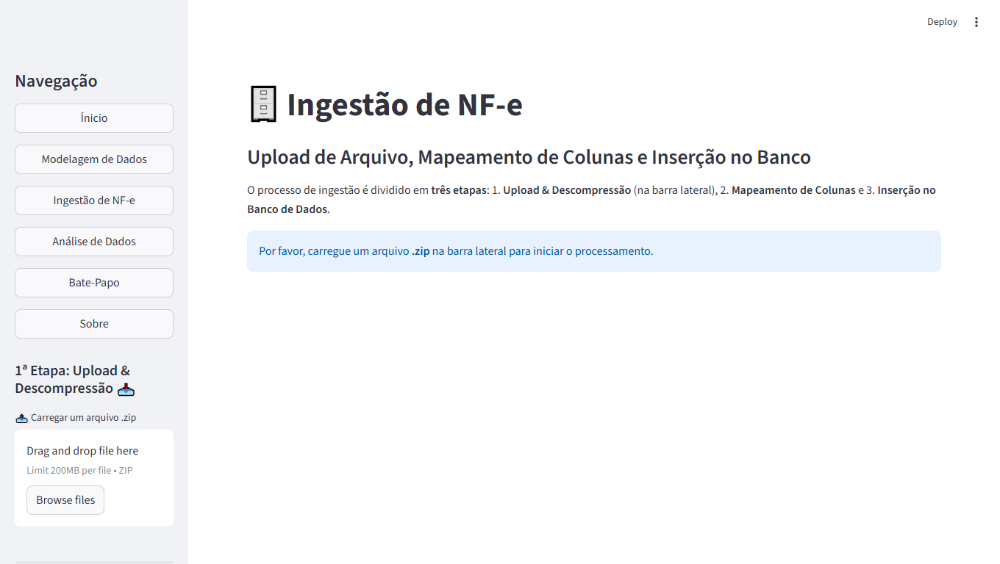 Deploy
Navegação
Ínicio
Modelagem de Dados
Ingestão de NF-e
Análise de Dados
Bate-Papo
Sobre
1ª Etapa: Upload &
Descompressão
Carregar um arquivo .zip
Drag and drop file here
Limit 200MB per file • ZIP
Browse files
Ingestão de NF-e
Upload de Arquivo, Mapeamento de Colunas e Inserção no Banco
O processo de ingestão é dividido em três etapas: 1. Upload & Descompressão (na barra lateral), 2. Mapeamento de Colunas e 3. Inserção no
Banco de Dados.
Por favor, carregue um arquivo .zip na barra lateral para iniciar o processamento.